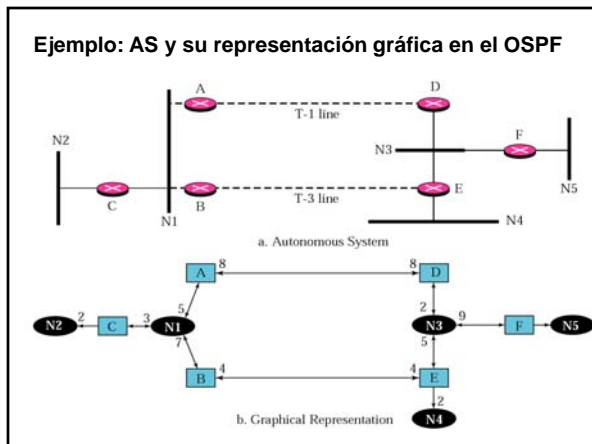 Ejemplo: AS y su representación gráfica en el OSPF
A
D
T-1 line
N2
F
N3
C
N1
B
T-3 line
E
N5
N4
a. Autonomous System
8
8
A
D
5
2
N2
2
C
3
N1
N3
9
F
N5
7
5
B
4
4
E
2
b. Graphical Representation
N4